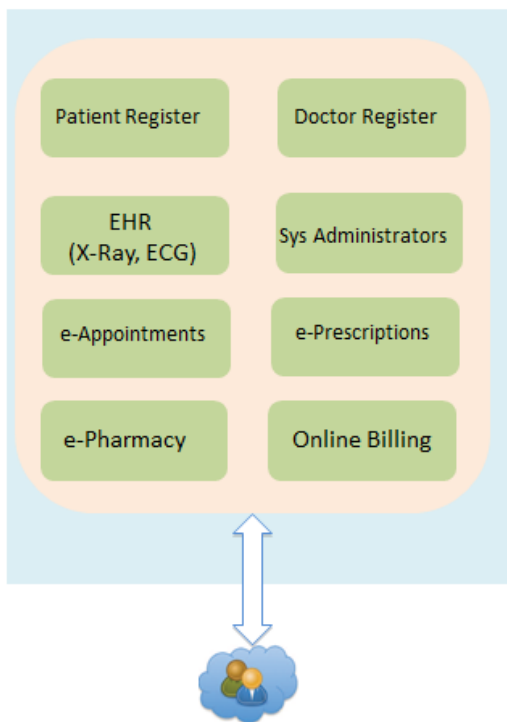 Patient Register
Doctor Register
EHR
(X-Ray, ECG)
Sys Administrators
e-Appointments
e-Prescriptions
e-Pharmacy
Online Billing